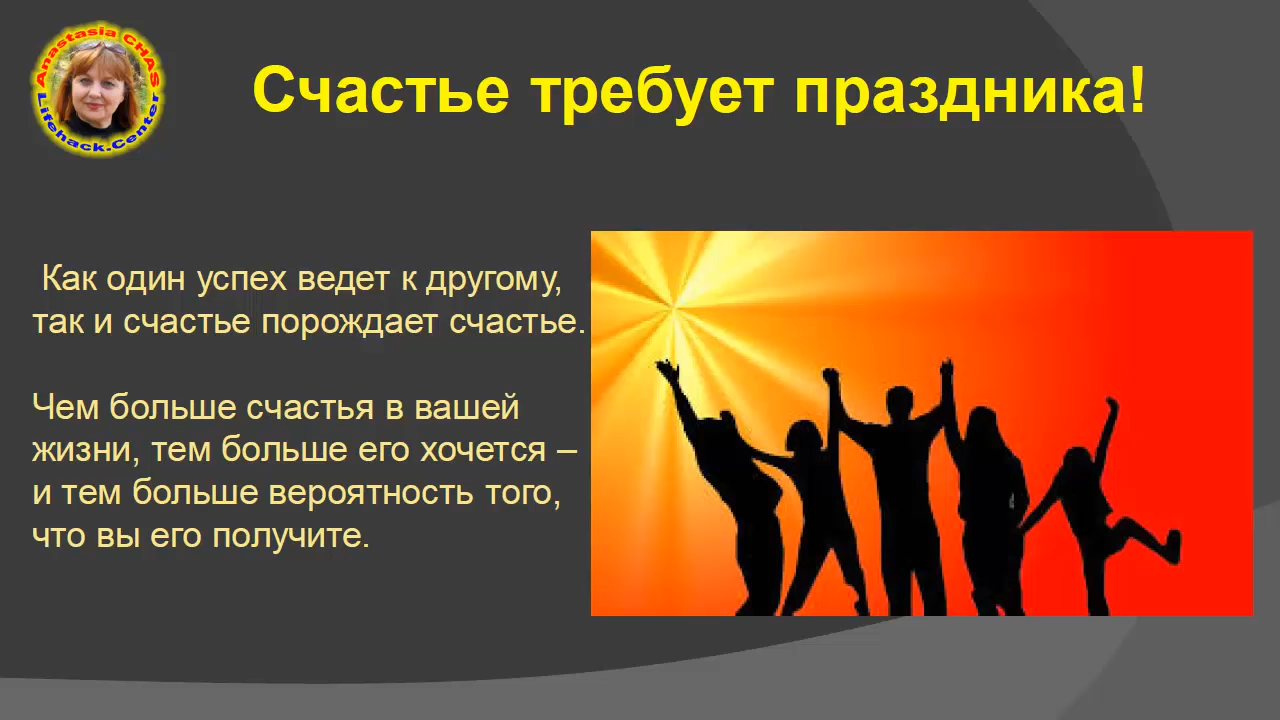 Anastasia CHAS
Lifehack.Center
Счастье требует праздника!
Как один успех ведет к другому,
так и счастье порождает счастье.
Чем больше счастья в вашей
жизни, тем больше его хочется –
и тем больше вероятность того,
что вы его получите.